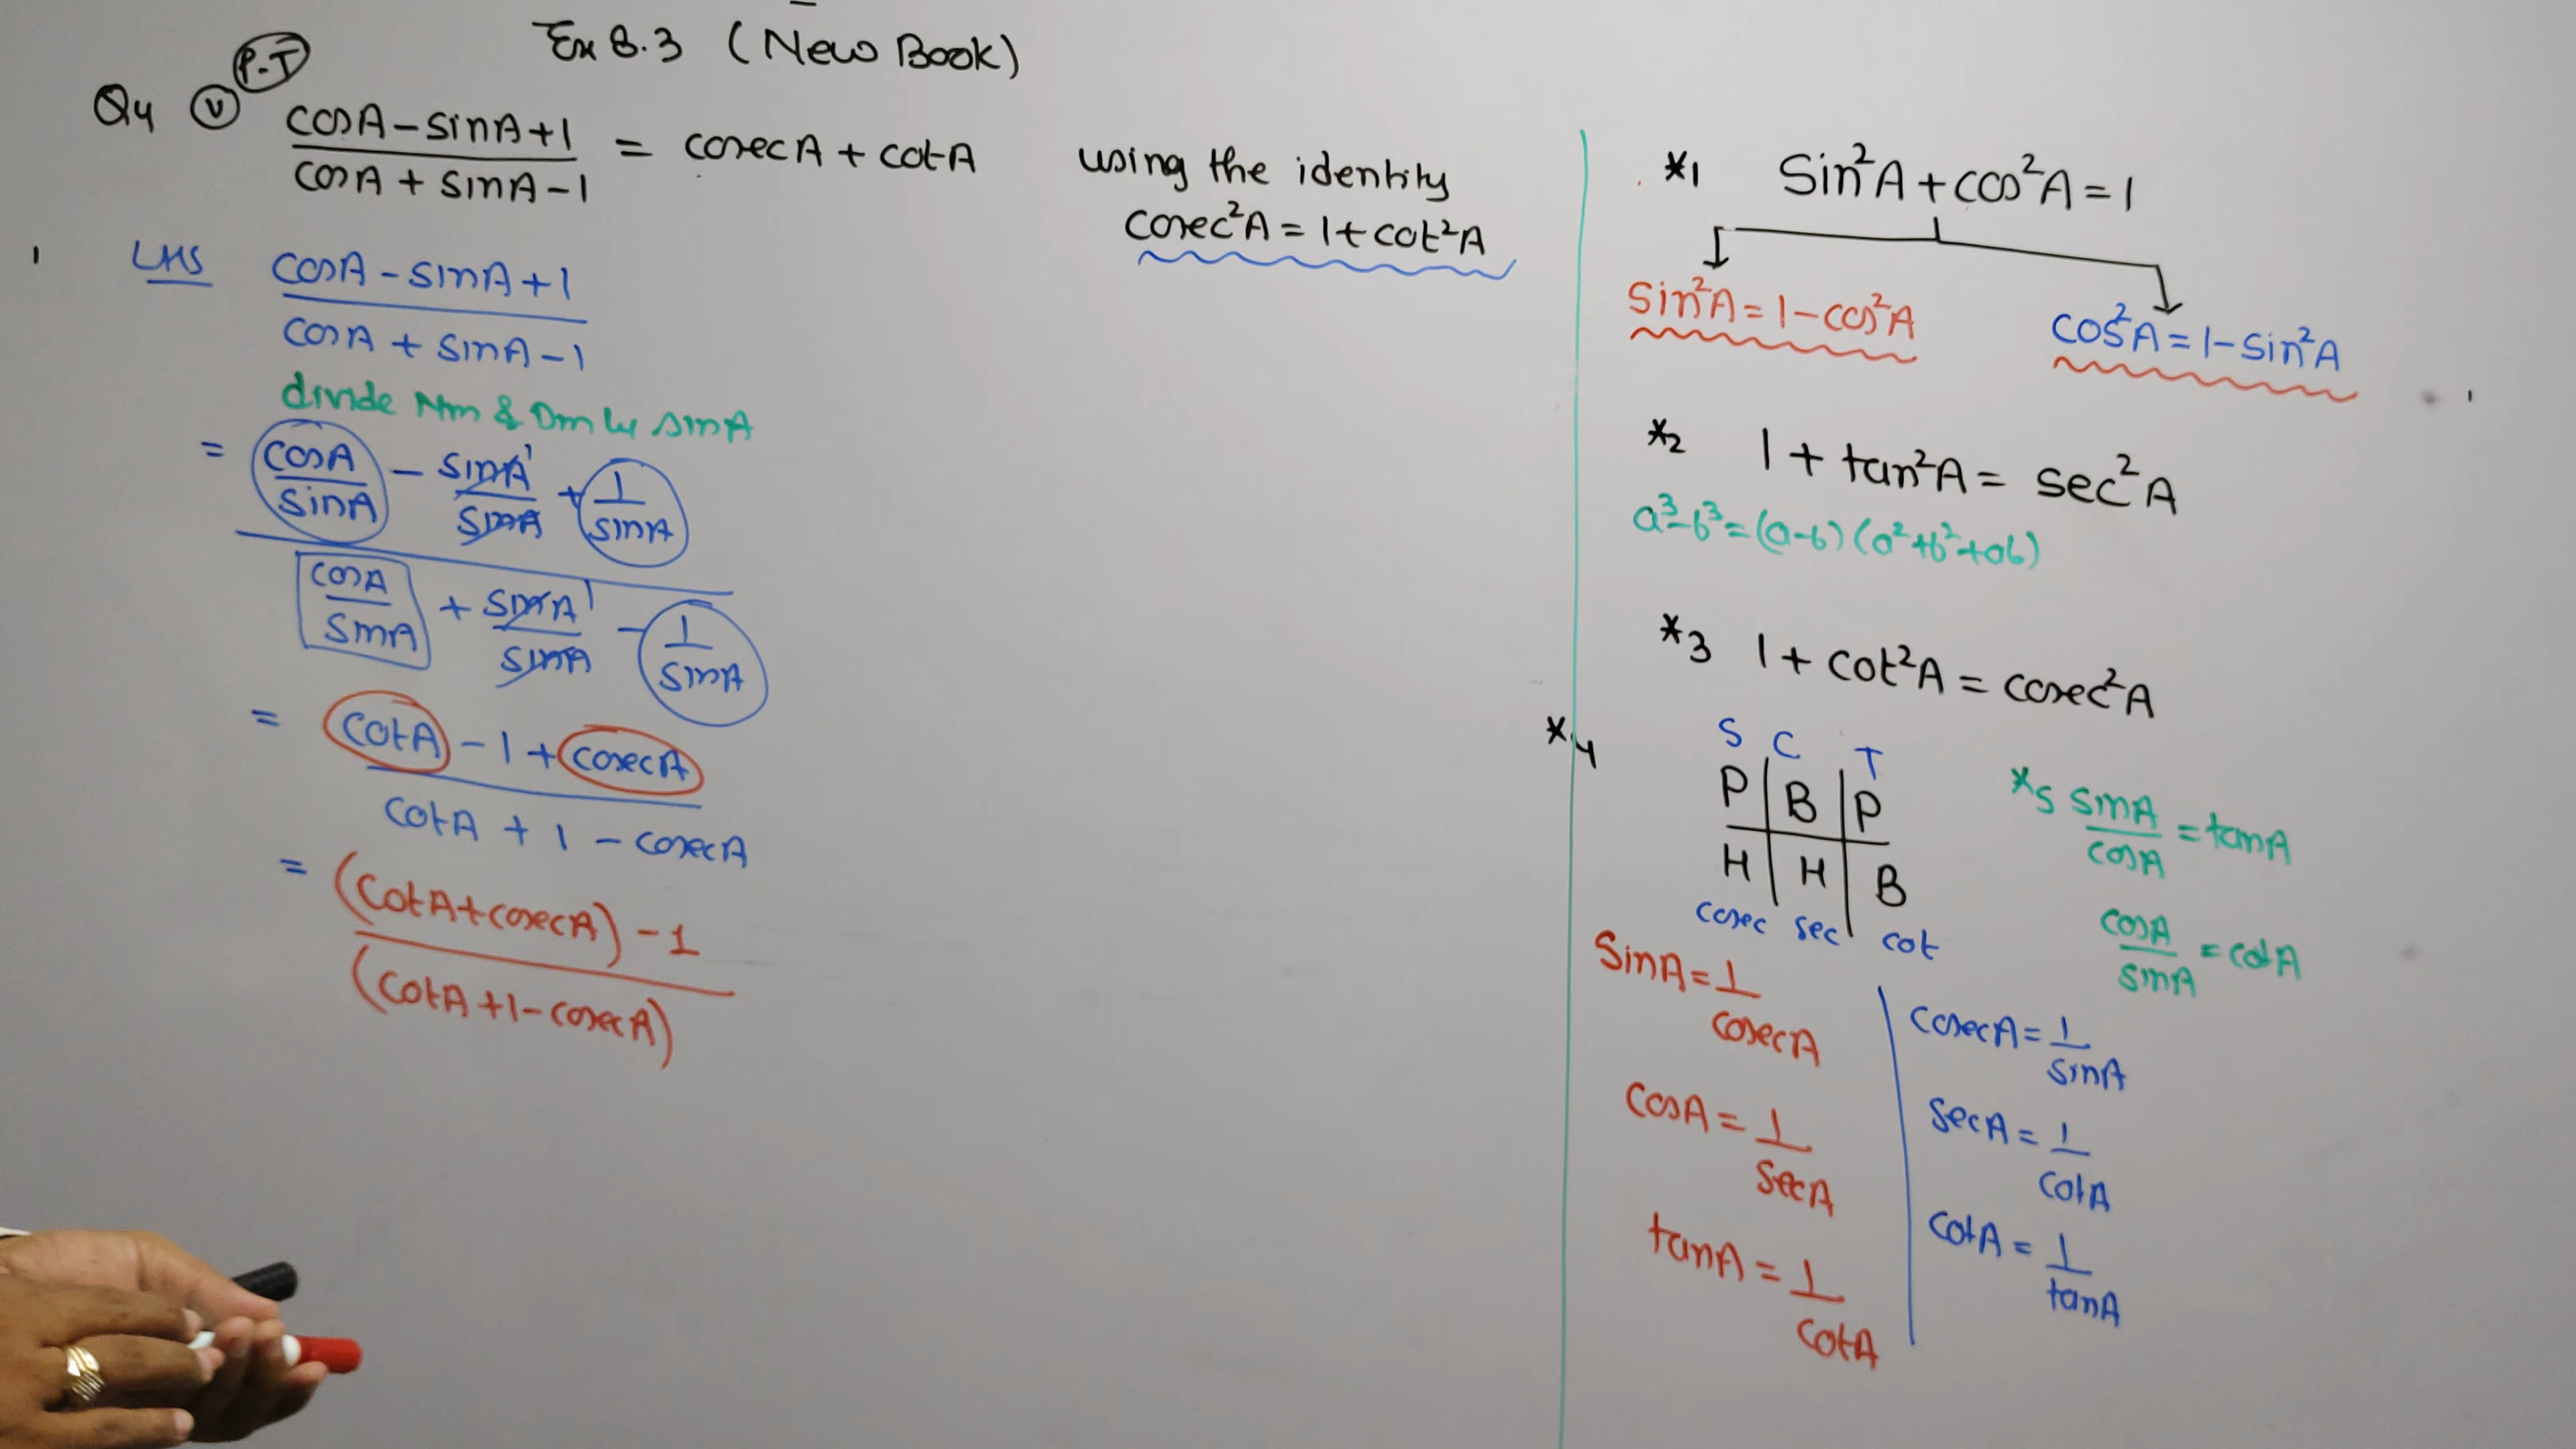 Ex 8.3 (New Book)
P.T
Q4 (v) (cosA - sinA + 1)/(cosA + sinA - 1) = cosecA + cotA
using the identity
cosec²A = 1 + cot²A
LHS (cosA - sinA + 1)/(cosA + sinA - 1)
divide Nm & Dm by sinA
= (cosA/sinA - sinA/sinA 1 + 1/sinA)/(cosA/sinA + sinA/sinA 1 - 1/sinA)
= (cotA - 1 + cosecA)/(cotA + 1 - cosecA)
= ((cotA + cosecA) - 1)/(cotA + 1 - cosecA)
*1 Sin²A + cos²A = 1
sin²A = 1 - cos²A
cos²A = 1 - sin²A
*2 1 + tan²A = sec²A
a³-b³ = (a-b)(a²+b²+ab)
*3 1 + cot²A = cosec²A
*4
S C T
P B P
H H B
cosec sec cot
*5 sinA/cosA = tanA
cosA/sinA = cotA
SinA = 1/cosecA
CosA = 1/secA
tanA = 1/cotA
CosecA = 1/sinA
SecA = 1/cotA
CotA = 1/tanA